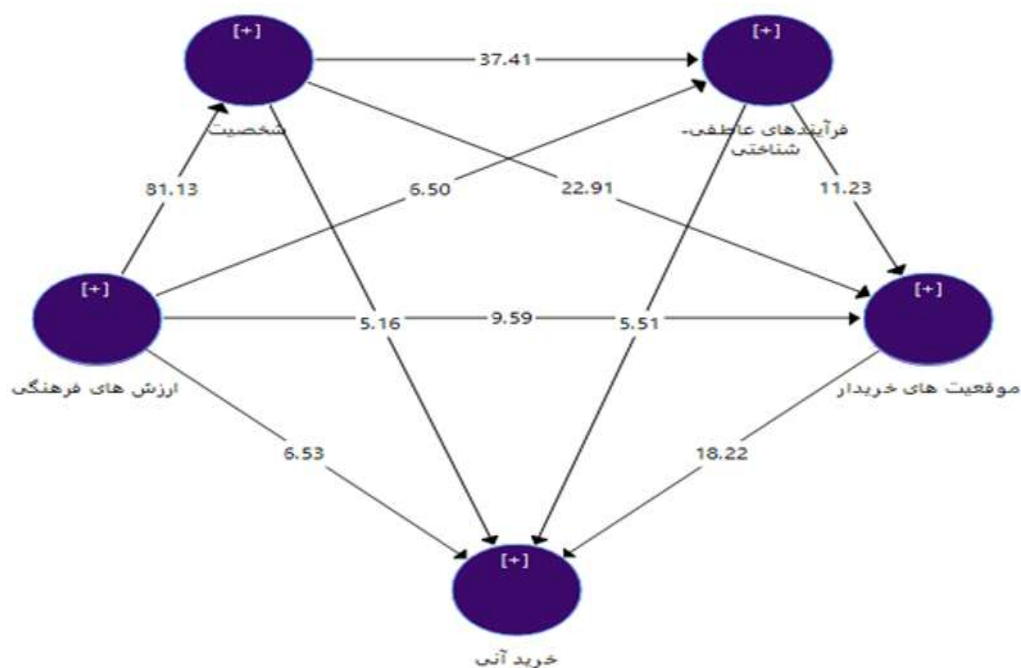 [+]
[+]
37.41
شخصیت
فرآیندهای عاطفی-
شناختی
81.13
6.50
22.91
11.23
[+]
[+]
5.16
9.59
5.51
ارزش های فرهنگی
موقعیت های خریدار
6.53
18.22
[+]
خرید آنی